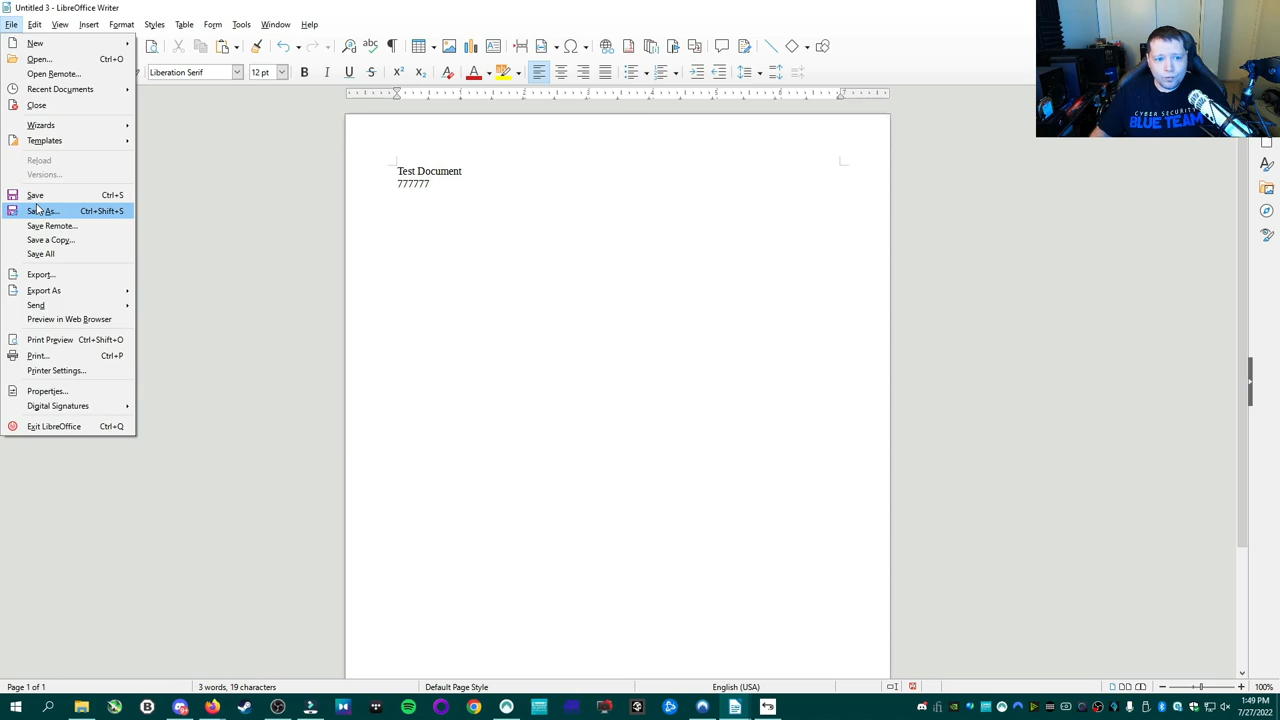 Untitled 3 - LibreOffice Writer
File Edit View Insert Format Styles Table Form Tools Window Help
New
Open... Ctrl+O
Open Remote...
Recent Documents
Close
Wizards
Templates
Reload
Versions...
Save Ctrl+S
Save As... Ctrl+Shift+S
Save Remote...
Save a Copy...
Save All
Export...
Export As
Send
Preview in Web Browser
Print Preview Ctrl+Shift+O
Print... Ctrl+P
Printer Settings...
Properties...
Digital Signatures
Exit LibreOffice Ctrl+Q
Liberation Serif 12 pt
Test Document
777777
CYBER SECURITY
BLUE TEAM
Page 1 of 1 3 words, 19 characters Default Page Style English (USA) 100%
1:49 PM
7/27/2022